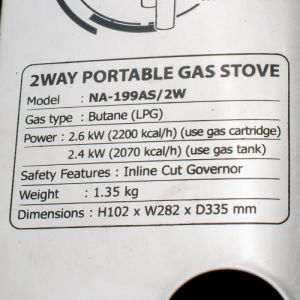 2WAY PORTABLE GAS STOVE
Model : NA-199AS/2W
Gas type : Butane (LPG)
Power : 2.6 kW (2200 kcal/h) (use gas cartridge)
2.4 kW (2070 kcal/h) (use gas tank)
Safety Features : Inline Cut Governor
Weight : 1.35 kg
Dimensions : H102 x W282 x D335 mm